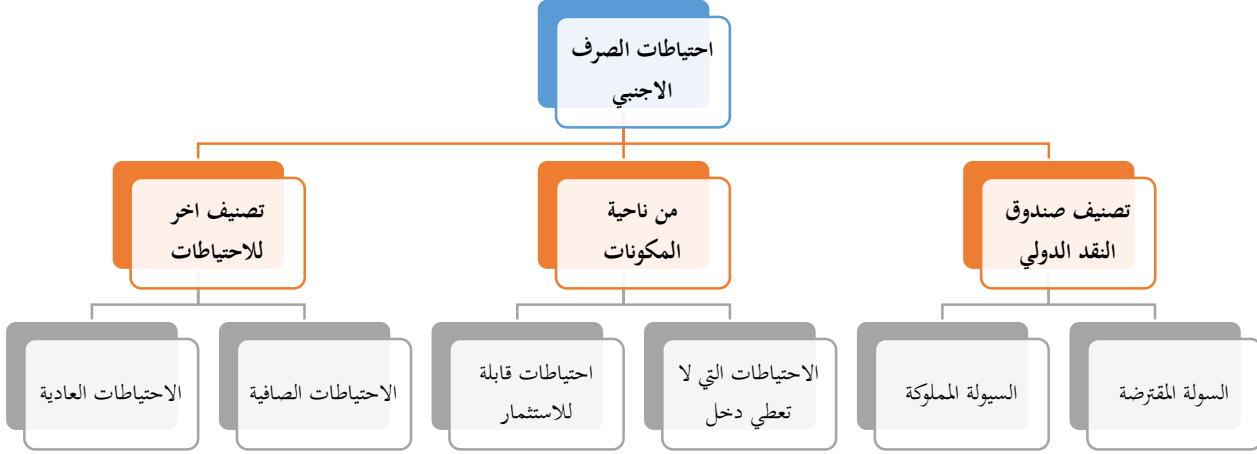 احتياطات الصرف
الاجنبي
تصنيف صندوق
النقد الدولي
من ناحية
المكونات
تصنيف اخر
للاحتياطات
السولة المقترضة
السيولة المملوكة
الاحتياطات التي لا
تعطي دخل
احتياطات قابلة
للاستثمار
الاحتياطات الصافية
الاحتياطات العادية